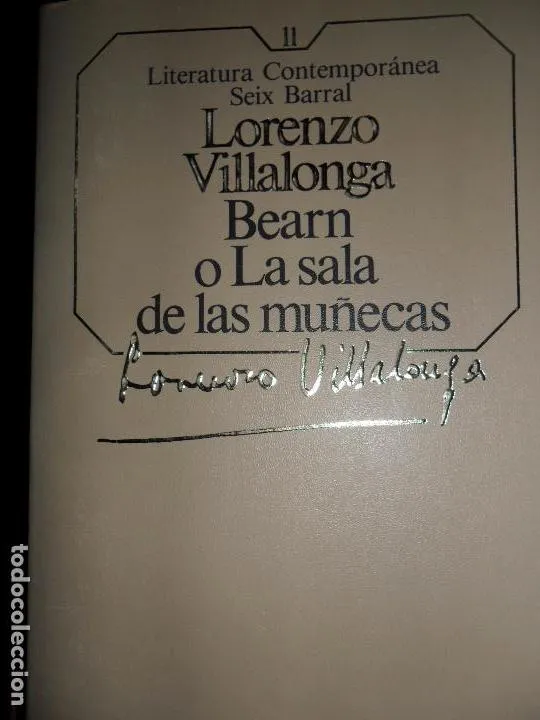 11
Literatura Contemporánea
Seix Barral
Lorenzo
Villalonga
Bearn
o La sala
de las muñecas
Lorenzo Villalonga
todocoleccion